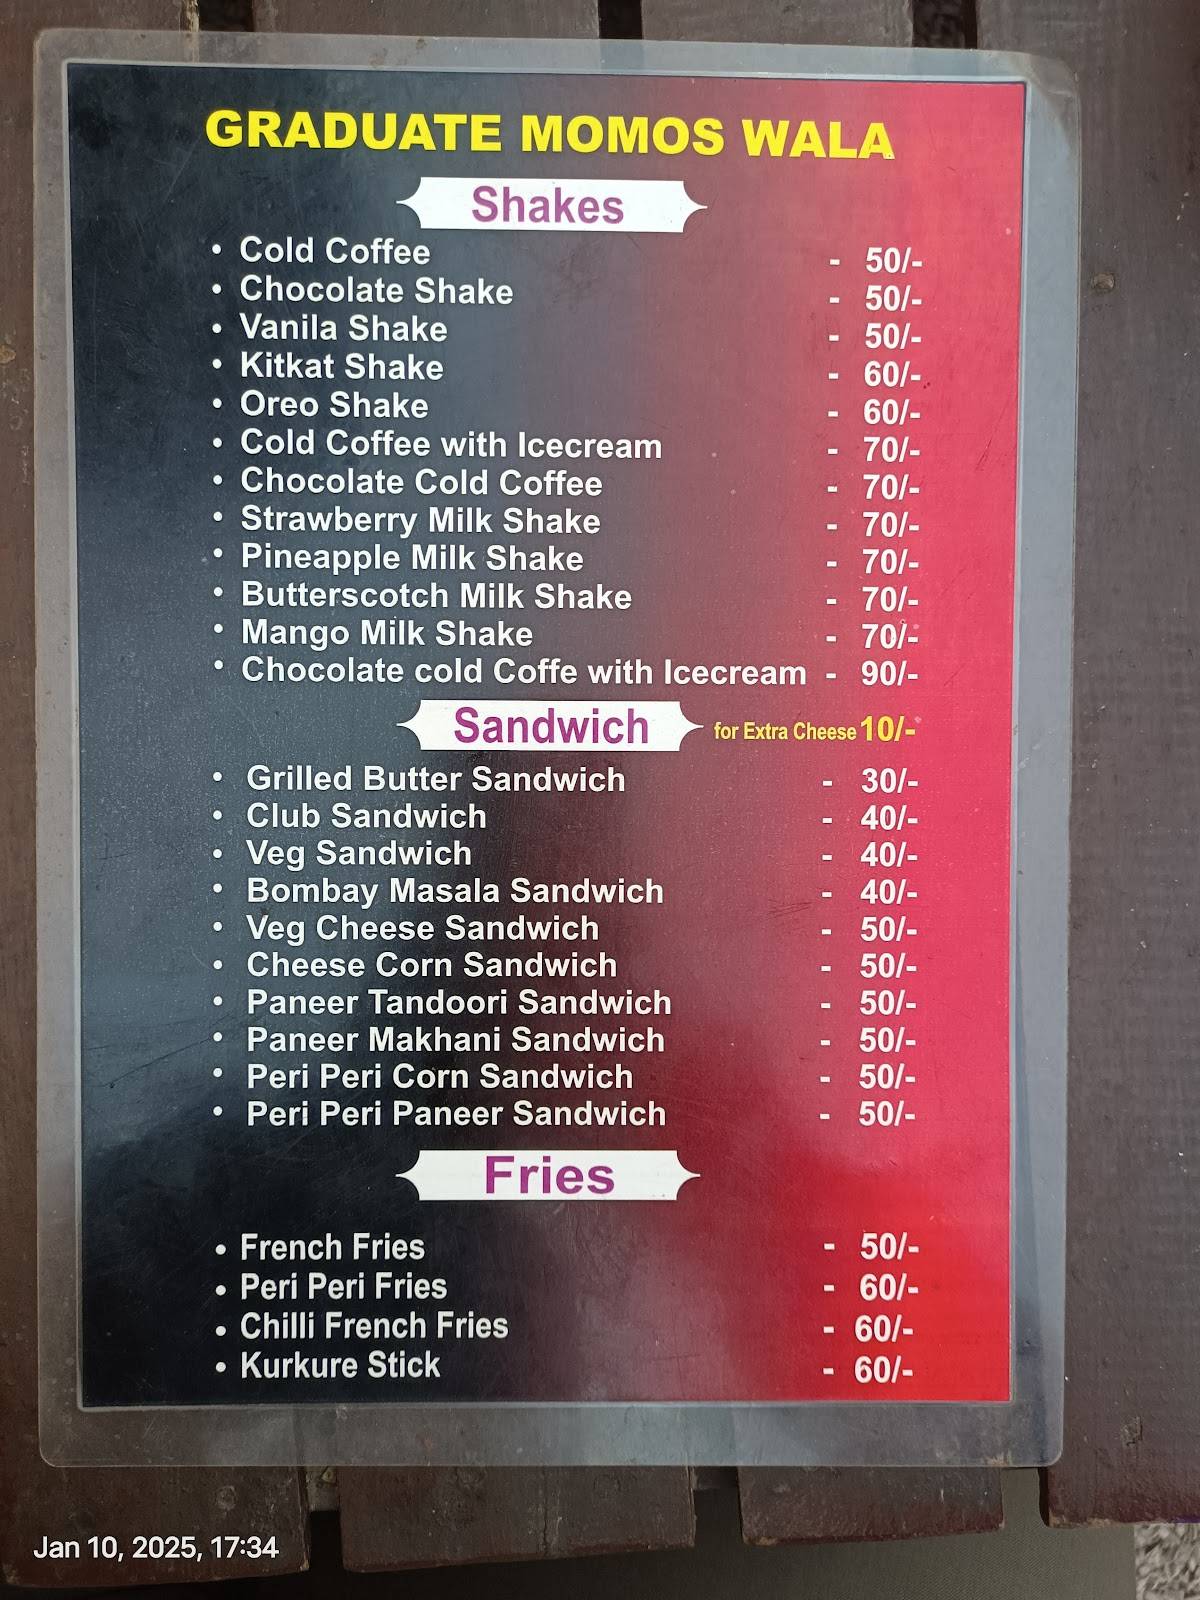 GRADUATE MOMOS WALA
Shakes
• Cold Coffee - 50/-
• Chocolate Shake - 50/-
• Vanila Shake - 50/-
• Kitkat Shake - 60/-
• Oreo Shake - 60/-
• Cold Coffee with Icecream - 70/-
• Chocolate Cold Coffee - 70/-
• Strawberry Milk Shake - 70/-
• Pineapple Milk Shake - 70/-
• Butterscotch Milk Shake - 70/-
• Mango Milk Shake - 70/-
• Chocolate cold Coffe with Icecream - 90/-
Sandwich for Extra Cheese 10/-
• Grilled Butter Sandwich - 30/-
• Club Sandwich - 40/-
• Veg Sandwich - 40/-
• Bombay Masala Sandwich - 40/-
• Veg Cheese Sandwich - 50/-
• Cheese Corn Sandwich - 50/-
• Paneer Tandoori Sandwich - 50/-
• Paneer Makhani Sandwich - 50/-
• Peri Peri Corn Sandwich - 50/-
• Peri Peri Paneer Sandwich - 50/-
Fries
• French Fries - 50/-
• Peri Peri Fries - 60/-
• Chilli French Fries - 60/-
• Kurkure Stick - 60/-
Jan 10, 2025, 17:34